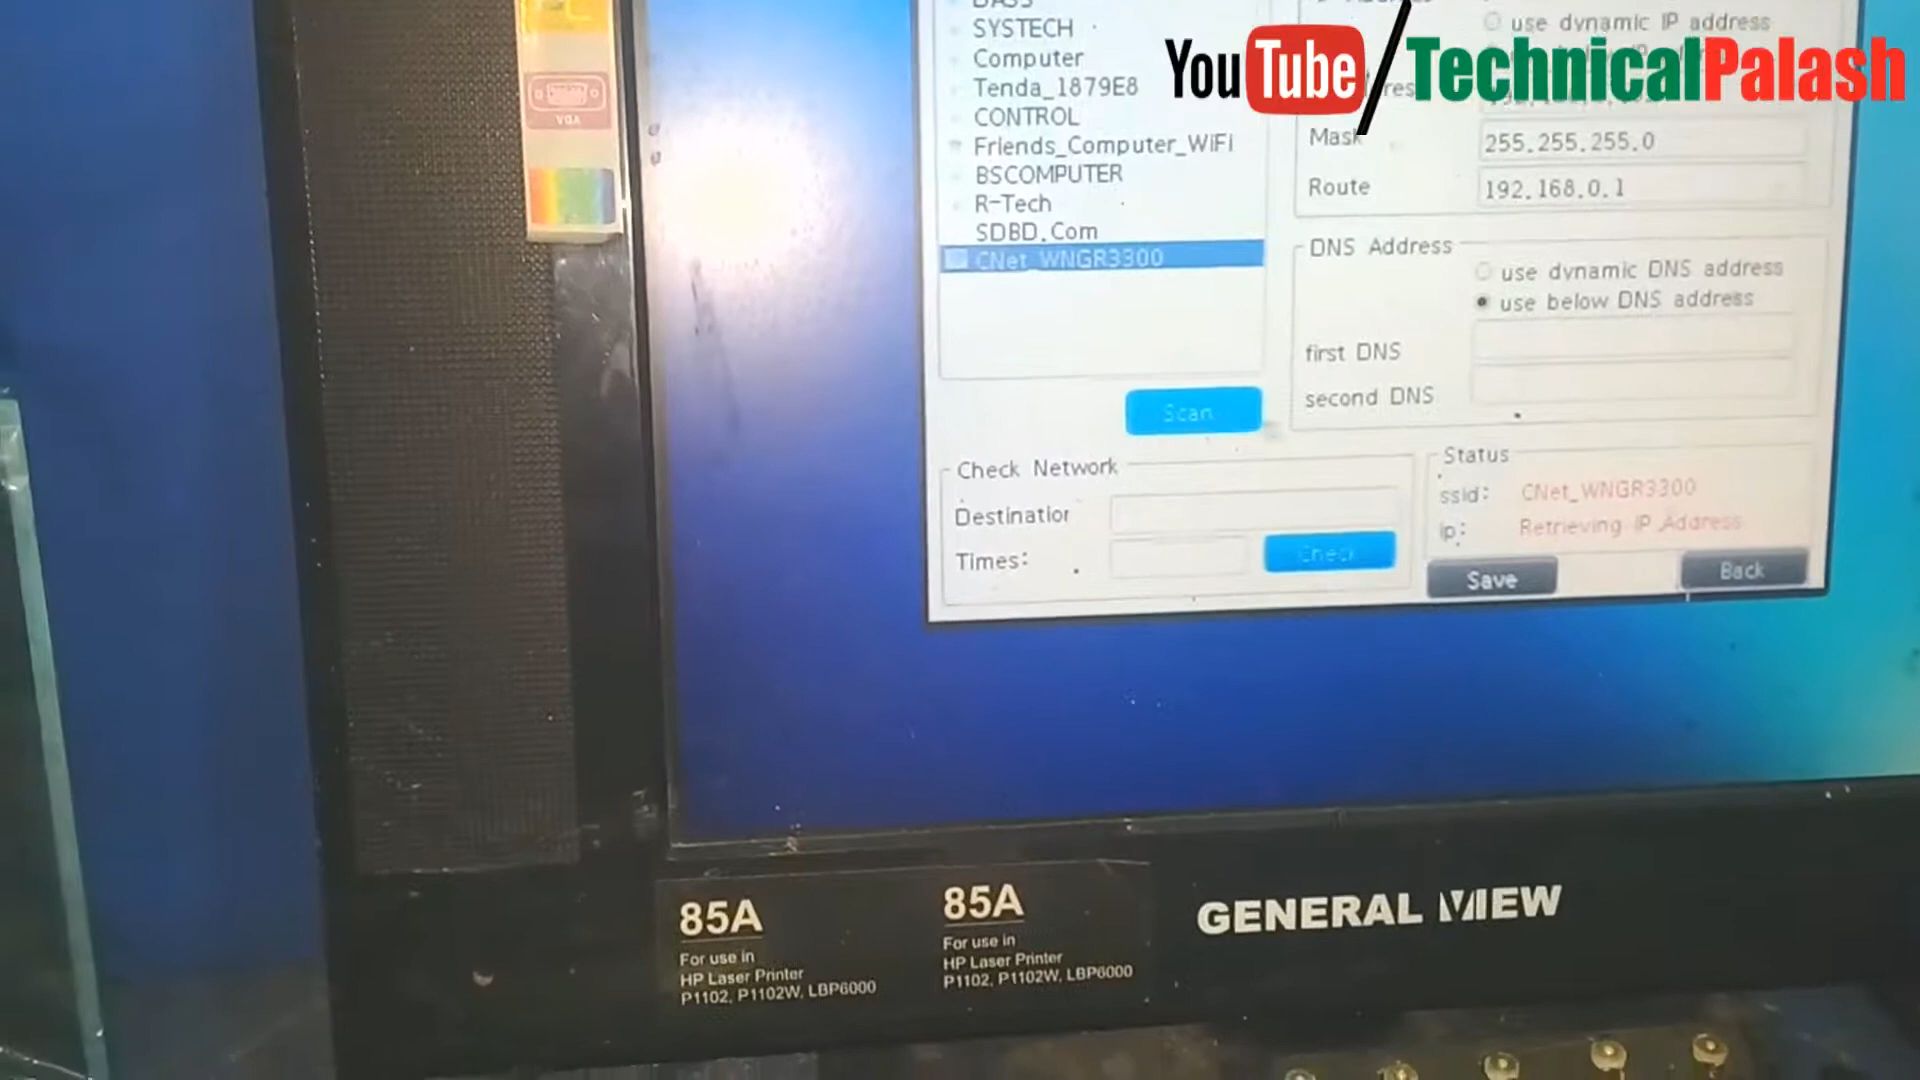 SYSTECH
Computer
Tenda_1879E8
CONTROL
Friends_Computer_WiFi
BSCOMPUTER
R-Tech
SDBD.Com
CNet_WNGR3300
Scan
use dynamic IP address
YouTube/TechnicalPalash
Mask 255.255.255.0
Route 192.168.0.1
DNS Address
use dynamic DNS address
use below DNS address
first DNS
second DNS
Check Network
Destination
Times:
Check
Status
ssid: CNet_WNGR3300
ip: Retrieving IP Address
Save
Back
VGA
85A
For use in
HP Laser Printer
P1102, P1102W, LBP6000
85A
For use in
HP Laser Printer
P1102, P1102W, LBP6000
GENERAL VIEW